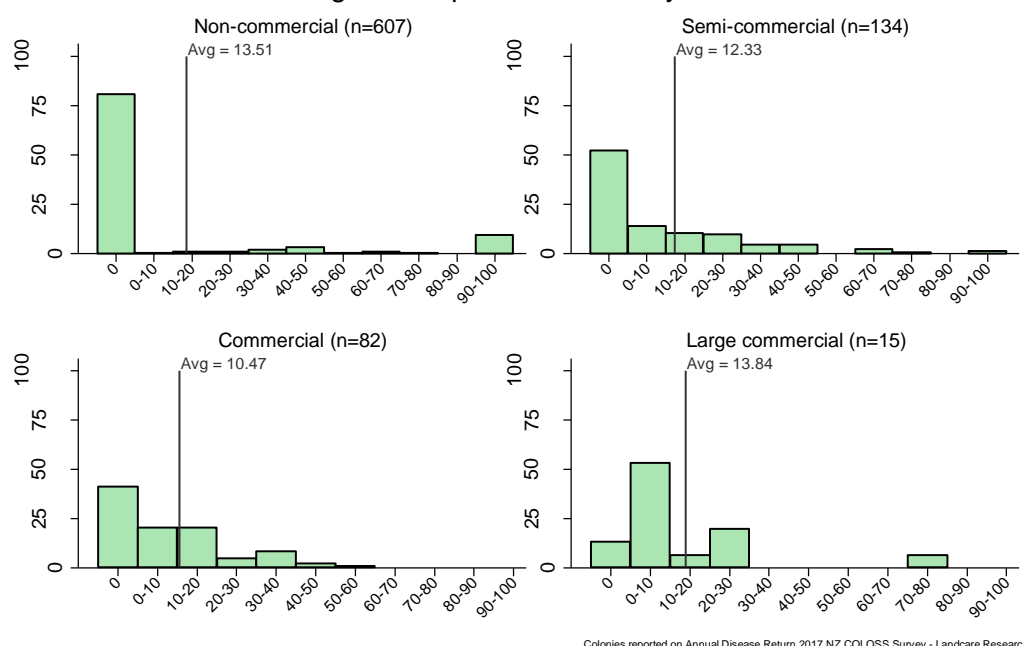 Non-commercial (n=607)
Avg = 13.51
100
75
50
25
0
0 0-10 10-20 20-30 30-40 40-50 50-60 60-70 70-80 80-90 90-100
Semi-commercial (n=134)
Avg = 12.33
100
75
50
25
0
0 0-10 10-20 20-30 30-40 40-50 50-60 60-70 70-80 80-90 90-100
Commercial (n=82)
Avg = 10.47
100
75
50
25
0
0 0-10 10-20 20-30 30-40 40-50 50-60 60-70 70-80 80-90 90-100
Large commercial (n=15)
Avg = 13.84
100
75
50
25
0
0 0-10 10-20 20-30 30-40 40-50 50-60 60-70 70-80 80-90 90-100
Colonies reported on Annual Disease Return 2017 NZ COLOSS Survey - Landcare Researc